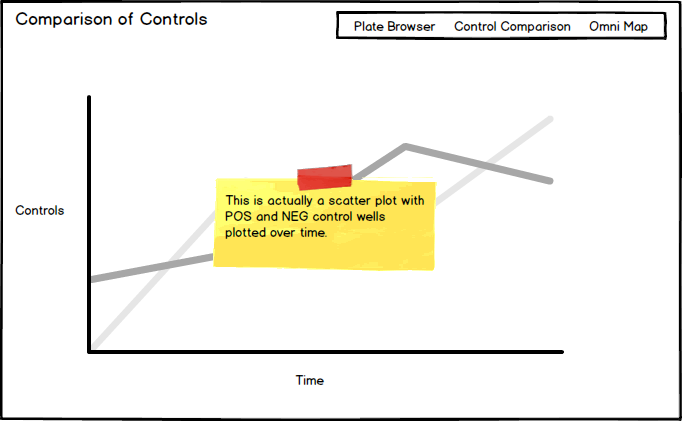 Comparison of Controls
Plate Browser Control Comparison Omni Map
This is actually a scatter plot with
POS and NEG control wells
plotted over time.
Controls
Time